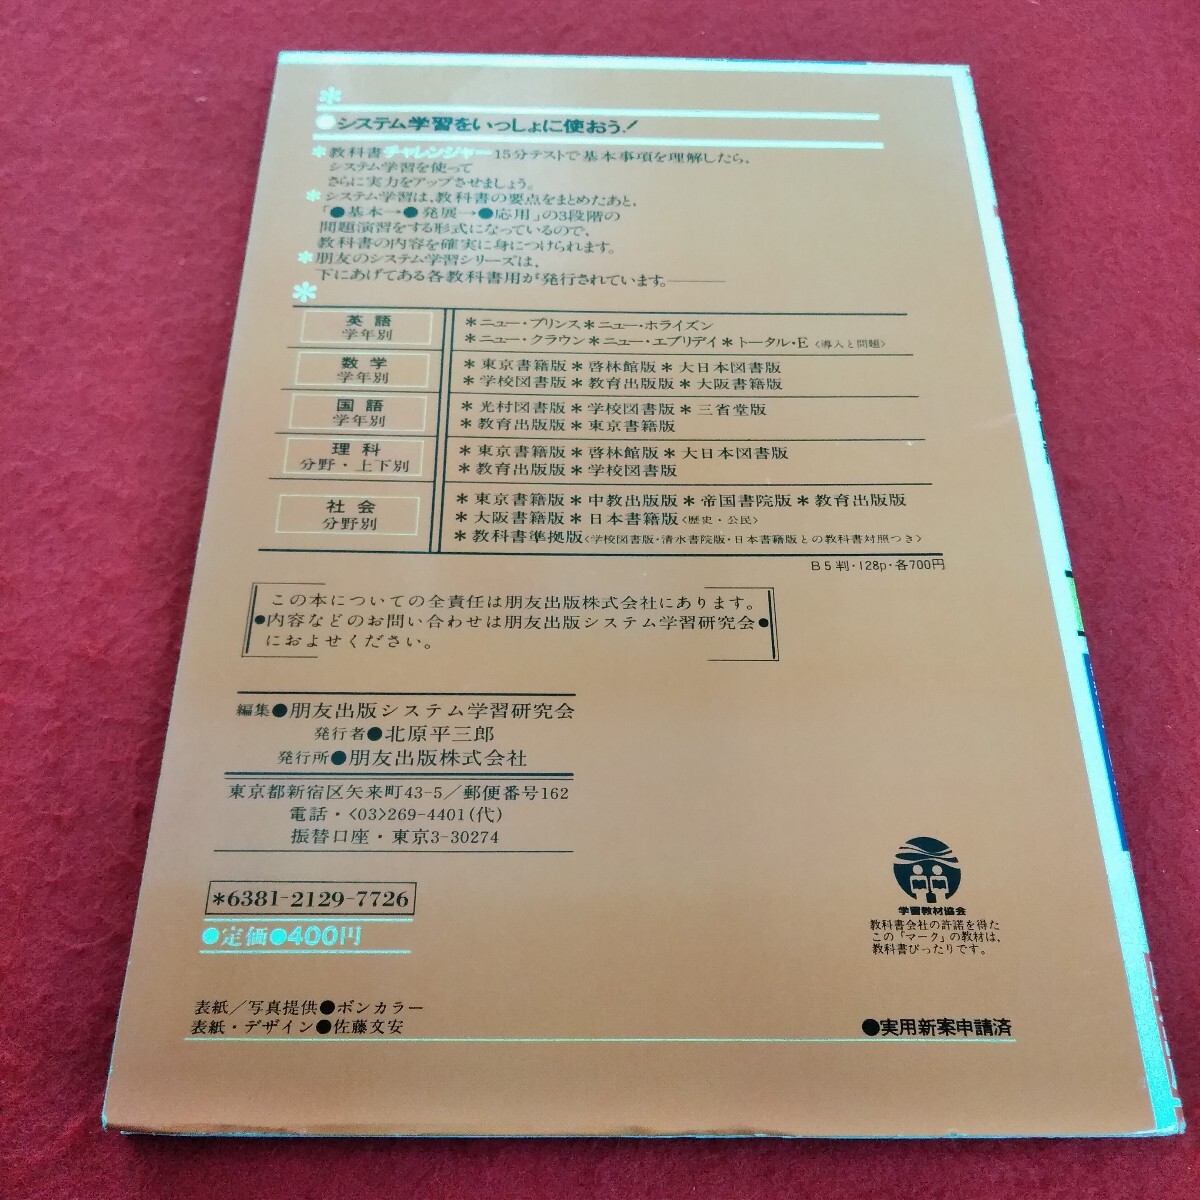 ●システム学習をいっしょに使おう!
*教科書チャレンジャー15分テストで基本事項を理解したら、
システム学習を使って
さらに実力をアップさせましょう。
*システム学習は、教科書の要点をまとめたあと、
「●基本→●発展→●応用」の3段階の
問題演習をする形式になっているので、
教科書の内容を確実に身につけられます。
*朋友のシステム学習シリーズは、
下にあげてある各教科書用が発行されています。
英語
学年別
*ニュー・プリンス*ニュー・ホライズン
*ニュー・クラウン*ニュー・エブリデイ*トータル・E〈導入と問題〉
数学
学年別
*東京書籍版*啓林館版*大日本図書版
*学校図書版*教育出版版*大阪書籍版
国語
学年別
*光村図書版*学校図書版*三省堂版
*教育出版版*東京書籍版
理科
分野・上下別
*東京書籍版*啓林館版*大日本図書版
*教育出版版*学校図書版
社会
分野別
*東京書籍版*中教出版版*帝国書院版*教育出版版
*大阪書籍版*日本書籍版〈歴史・公民〉
*教科書準拠版〈学校図書版・清水書院版・日本書籍版との教科書対照つき〉
B5判・128p・各700円
この本についての全責任は朋友出版株式会社にあります。
●内容などのお問い合わせは朋友出版システム学習研究会●
におよせください。
編集●朋友出版システム学習研究会
発行者●北原平三郎
発行所●朋友出版株式会社
東京都新宿区矢来町43-5/郵便番号162
電話・〈03〉269-4401(代)
振替口座・東京3-30274
*6381-2129-7726
●定価●400円
学習教材協会
教科書会社の許諾を得た
この「マーク」の教材は、
教科書ぴったりです。
表紙/写真提供●ボンカラー
表紙・デザイン●佐藤文安
●実用新案申請済